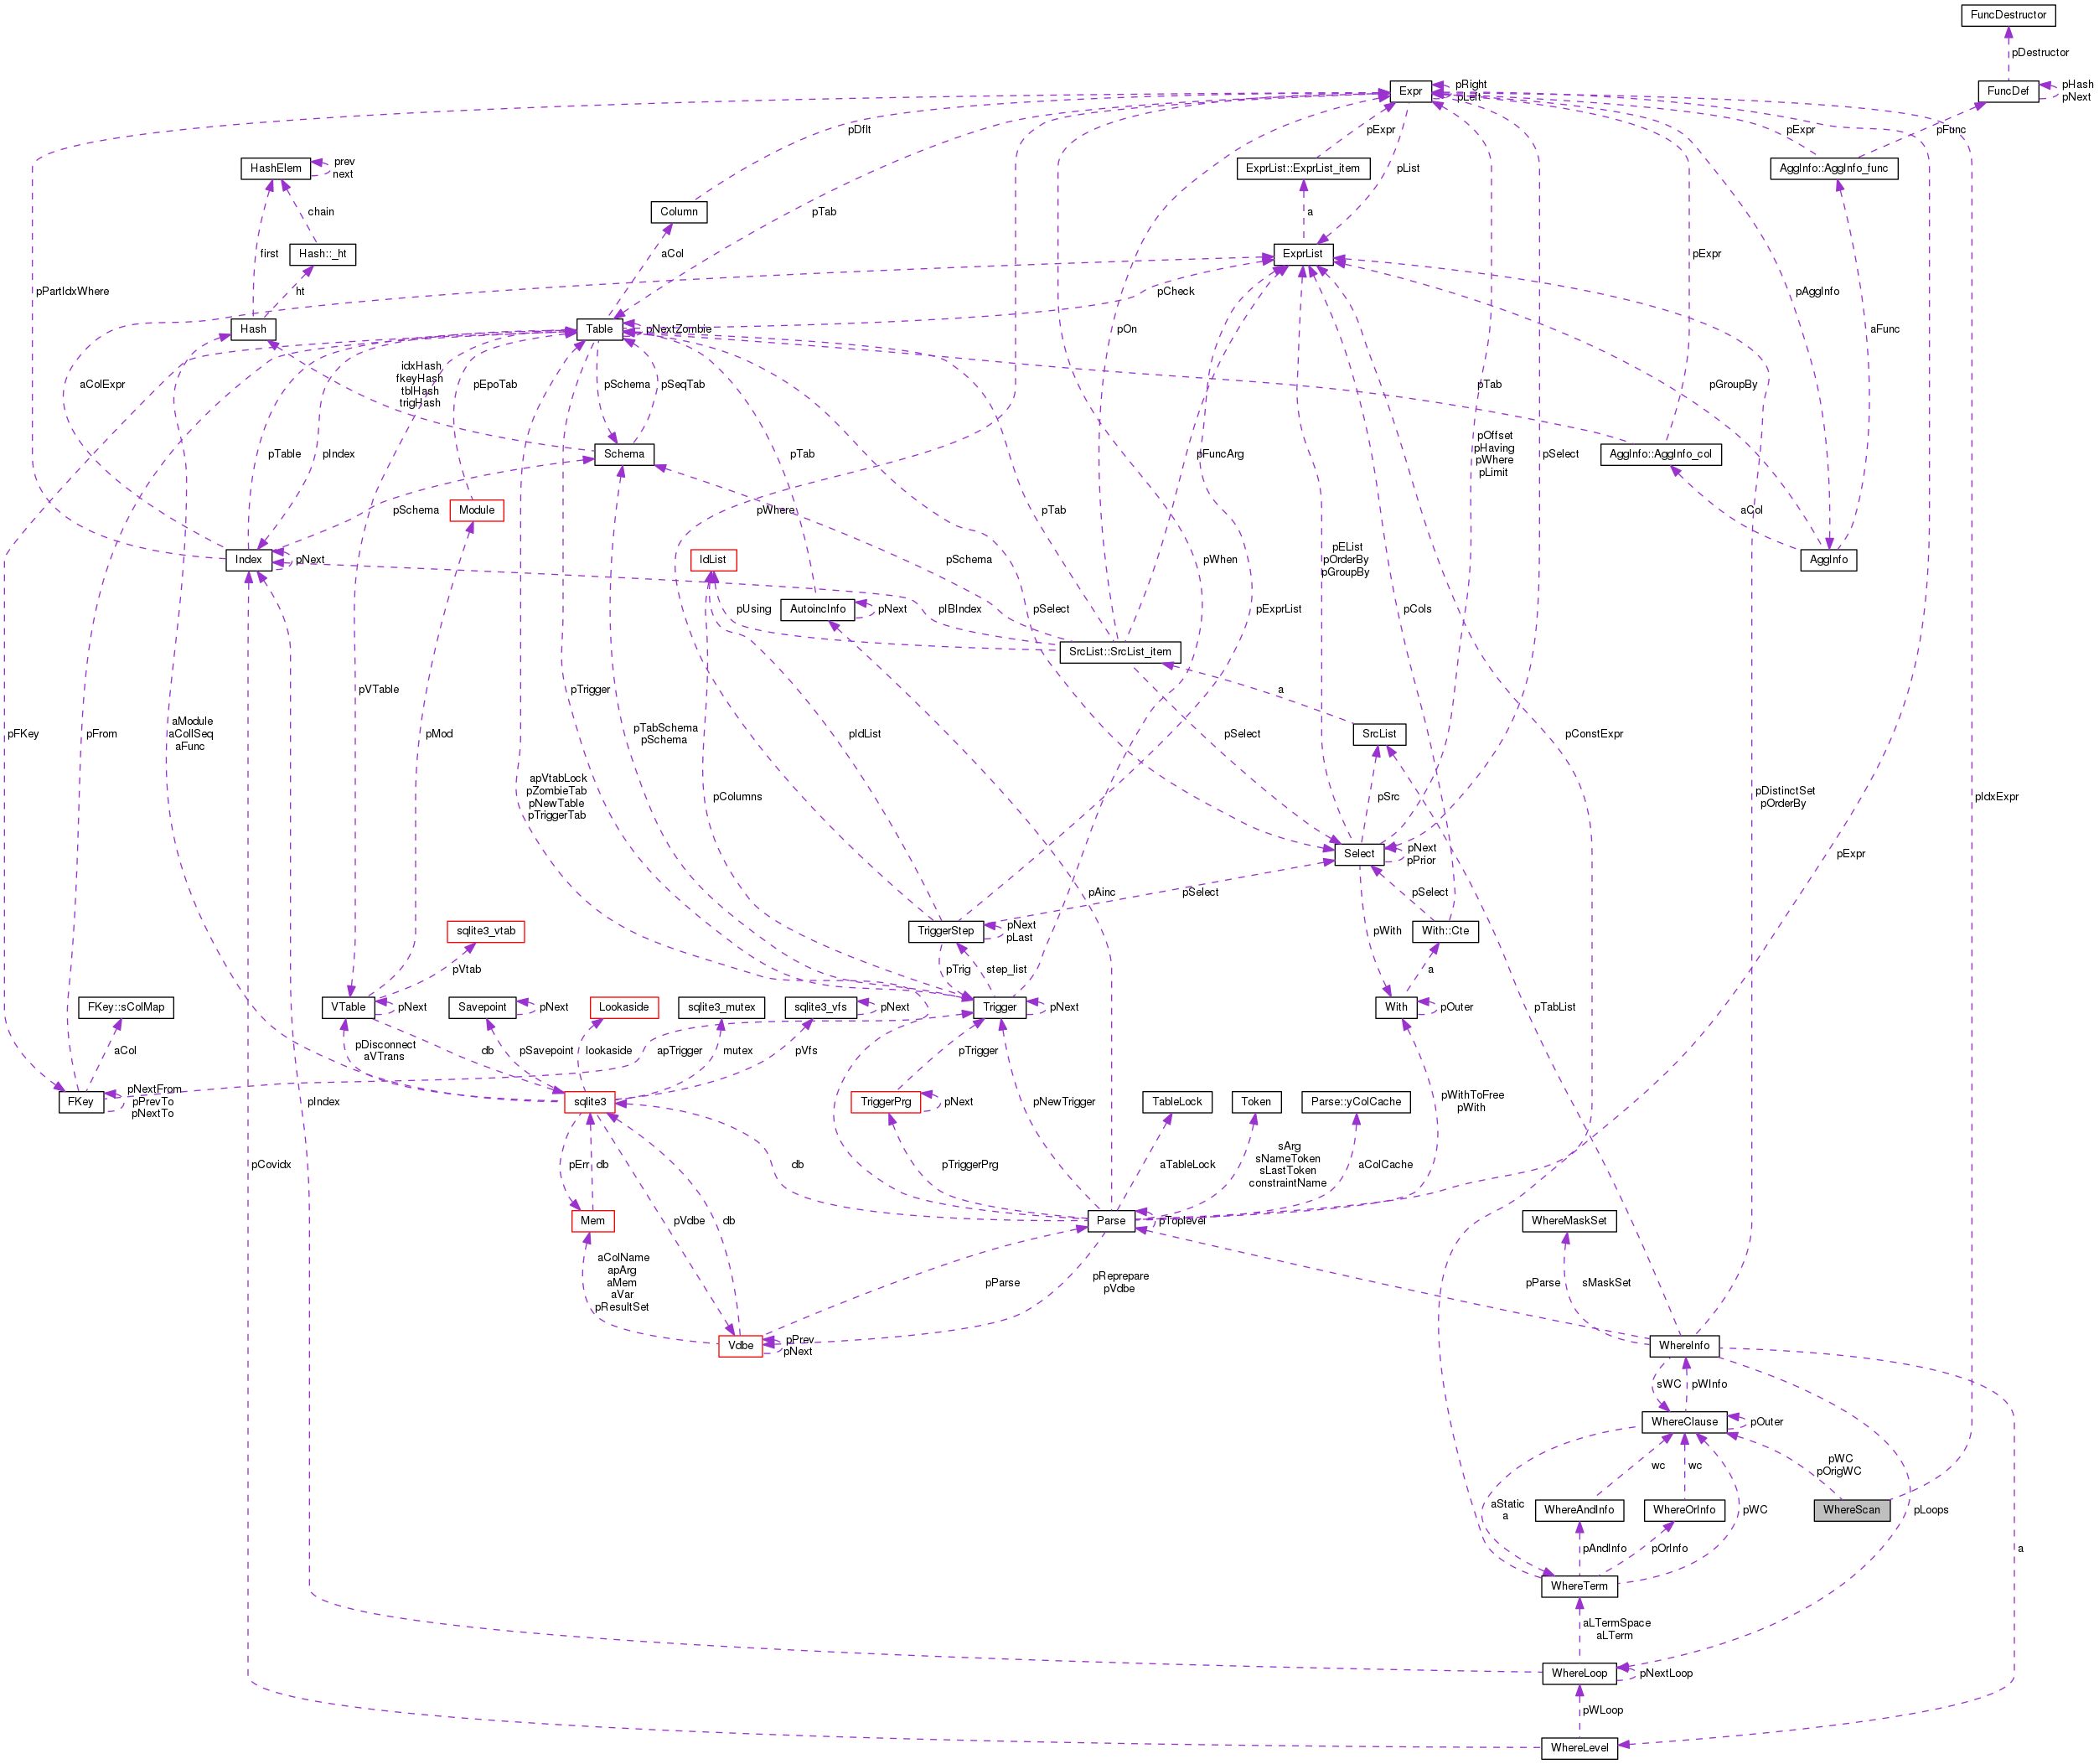 FuncDestructor
pDestructor
Expr
pRight
pLeft
FuncDef
pHash
pNext
pDflt
pExpr
pExpr
pFunc
HashElem
prev
next
ExprList::ExprList_item
pList
AggInfo::AggInfo_func
chain
Column
pTab
a
Hash::_ht
first
aCol
ExprList
pExpr
pPartIdxWhere
ht
pCheck
pAggInfo
Hash
Table
pNextZombie
pOn
aFunc
aColExpr
idxHash
fkeyHash
tblHash
trigHash
pEpoTab
pSchema
pSeqTab
pTab
pGroupBy
pTable
pIndex
Schema
pTab
pFuncArg
pOffset
pHaving
pWhere
pLimit
pSelect
AggInfo::AggInfo_col
pSchema
Module
pWhere
pTab
aCol
Index
pNext
IdList
pSchema
pWhen
pEList
pOrderBy
pGroupBy
AggInfo
pUsing
AutoincInfo
pNext
pIBIndex
pSelect
pExprList
pCols
SrcList::SrcList_item
pVTable
pTrigger
a
pFKey
pFrom
aModule
aCollSeq
aFunc
pMod
pTabSchema
pSchema
pIdList
pSelect
SrcList
pConstExpr
apVtabLock
pZombieTab
pNewTable
pTriggerTab
pColumns
pSrc
pDistinctSet
pOrderBy
pIdxExpr
Select
pNext
pPrior
pExpr
pAinc
pSelect
pSelect
sqlite3_vtab
TriggerStep
pNext
pLast
pWith
With::Cte
pVtab
pTrig
step_list
a
FKey::sColMap
VTable
pNext
Savepoint
pNext
Lookaside
sqlite3_mutex
sqlite3_vfs
pNext
Trigger
pNext
With
pOuter
pTabList
aCol
pDisconnect
aVTrans
db
pSavepoint
lookaside
apTrigger
mutex
pVfs
pTrigger
FKey
pNextFrom
pPrevTo
pNextTo
pIndex
sqlite3
TriggerPrg
pNext
pNewTrigger
TableLock
Token
Parse::yColCache
pWithToFree
pWith
pCovidx
pErr
db
db
pTriggerPrg
aTableLock
sArg
sNameToken
sLastToken
constraintName
aColCache
Mem
pVdbe
db
Parse
pToplevel
WhereMaskSet
aColName
apArg
aMem
aVar
pResultSet
pParse
pReprepare
pVdbe
pParse
sMaskSet
Vdbe
pPrev
pNext
WhereInfo
sWC
pWInfo
WhereClause
pOuter
wc
wc
pWC
pOrigWC
aStatic
a
WhereAndInfo
WhereOrInfo
pWC
WhereScan
pLoops
a
pAndInfo
pOrInfo
WhereTerm
aLTermSpace
aLTerm
WhereLoop
pNextLoop
pWLoop
WhereLevel